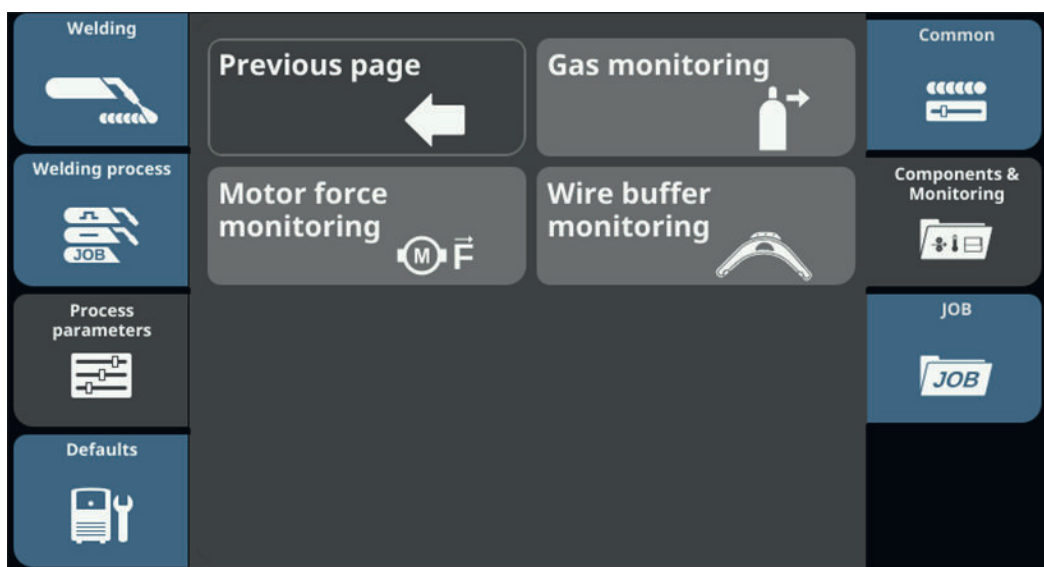 Welding
Welding process
JOB
Process
parameters
Defaults
Previous page
Gas monitoring
Motor force
monitoring
M F
Wire buffer
monitoring
Common
Components &
Monitoring
JOB
JOB